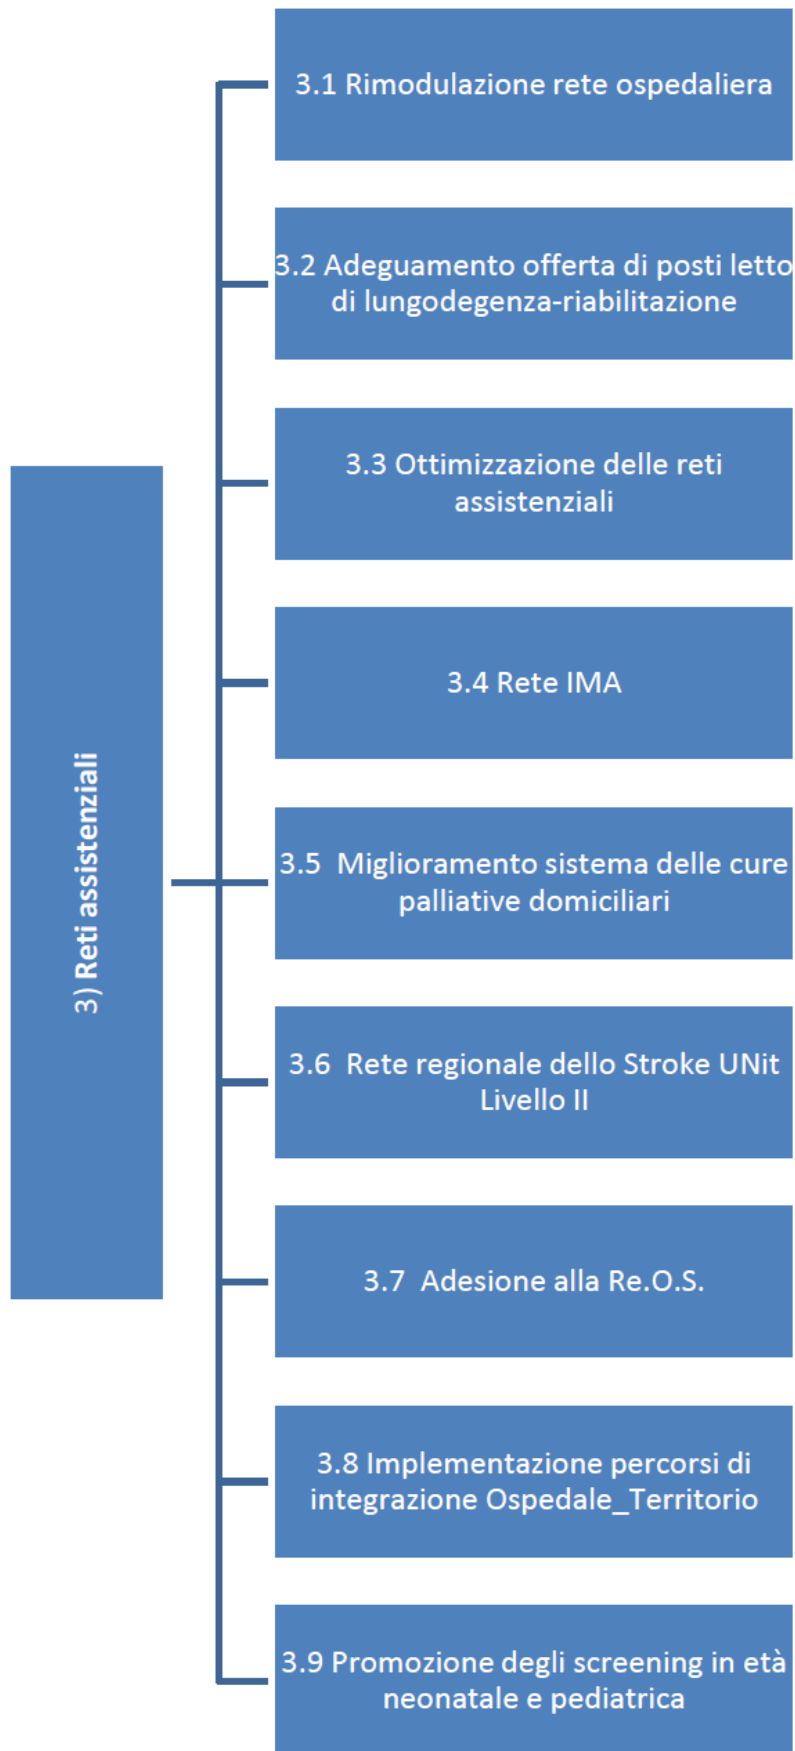 3) Reti assistenziali
3.1 Rimodulazione rete ospedaliera
3.2 Adeguamento offerta di posti letto
di lungodegenza-riabilitazione
3.3 Ottimizzazione delle reti
assistenziali
3.4 Rete IMA
3.5  Miglioramento sistema delle cure
palliative domiciliari
3.6  Rete regionale dello Stroke UNit
Livello II
3.7  Adesione alla Re.O.S.
3.8 Implementazione percorsi di
integrazione Ospedale_Territorio
3.9 Promozione degli screening in età
neonatale e pediatrica